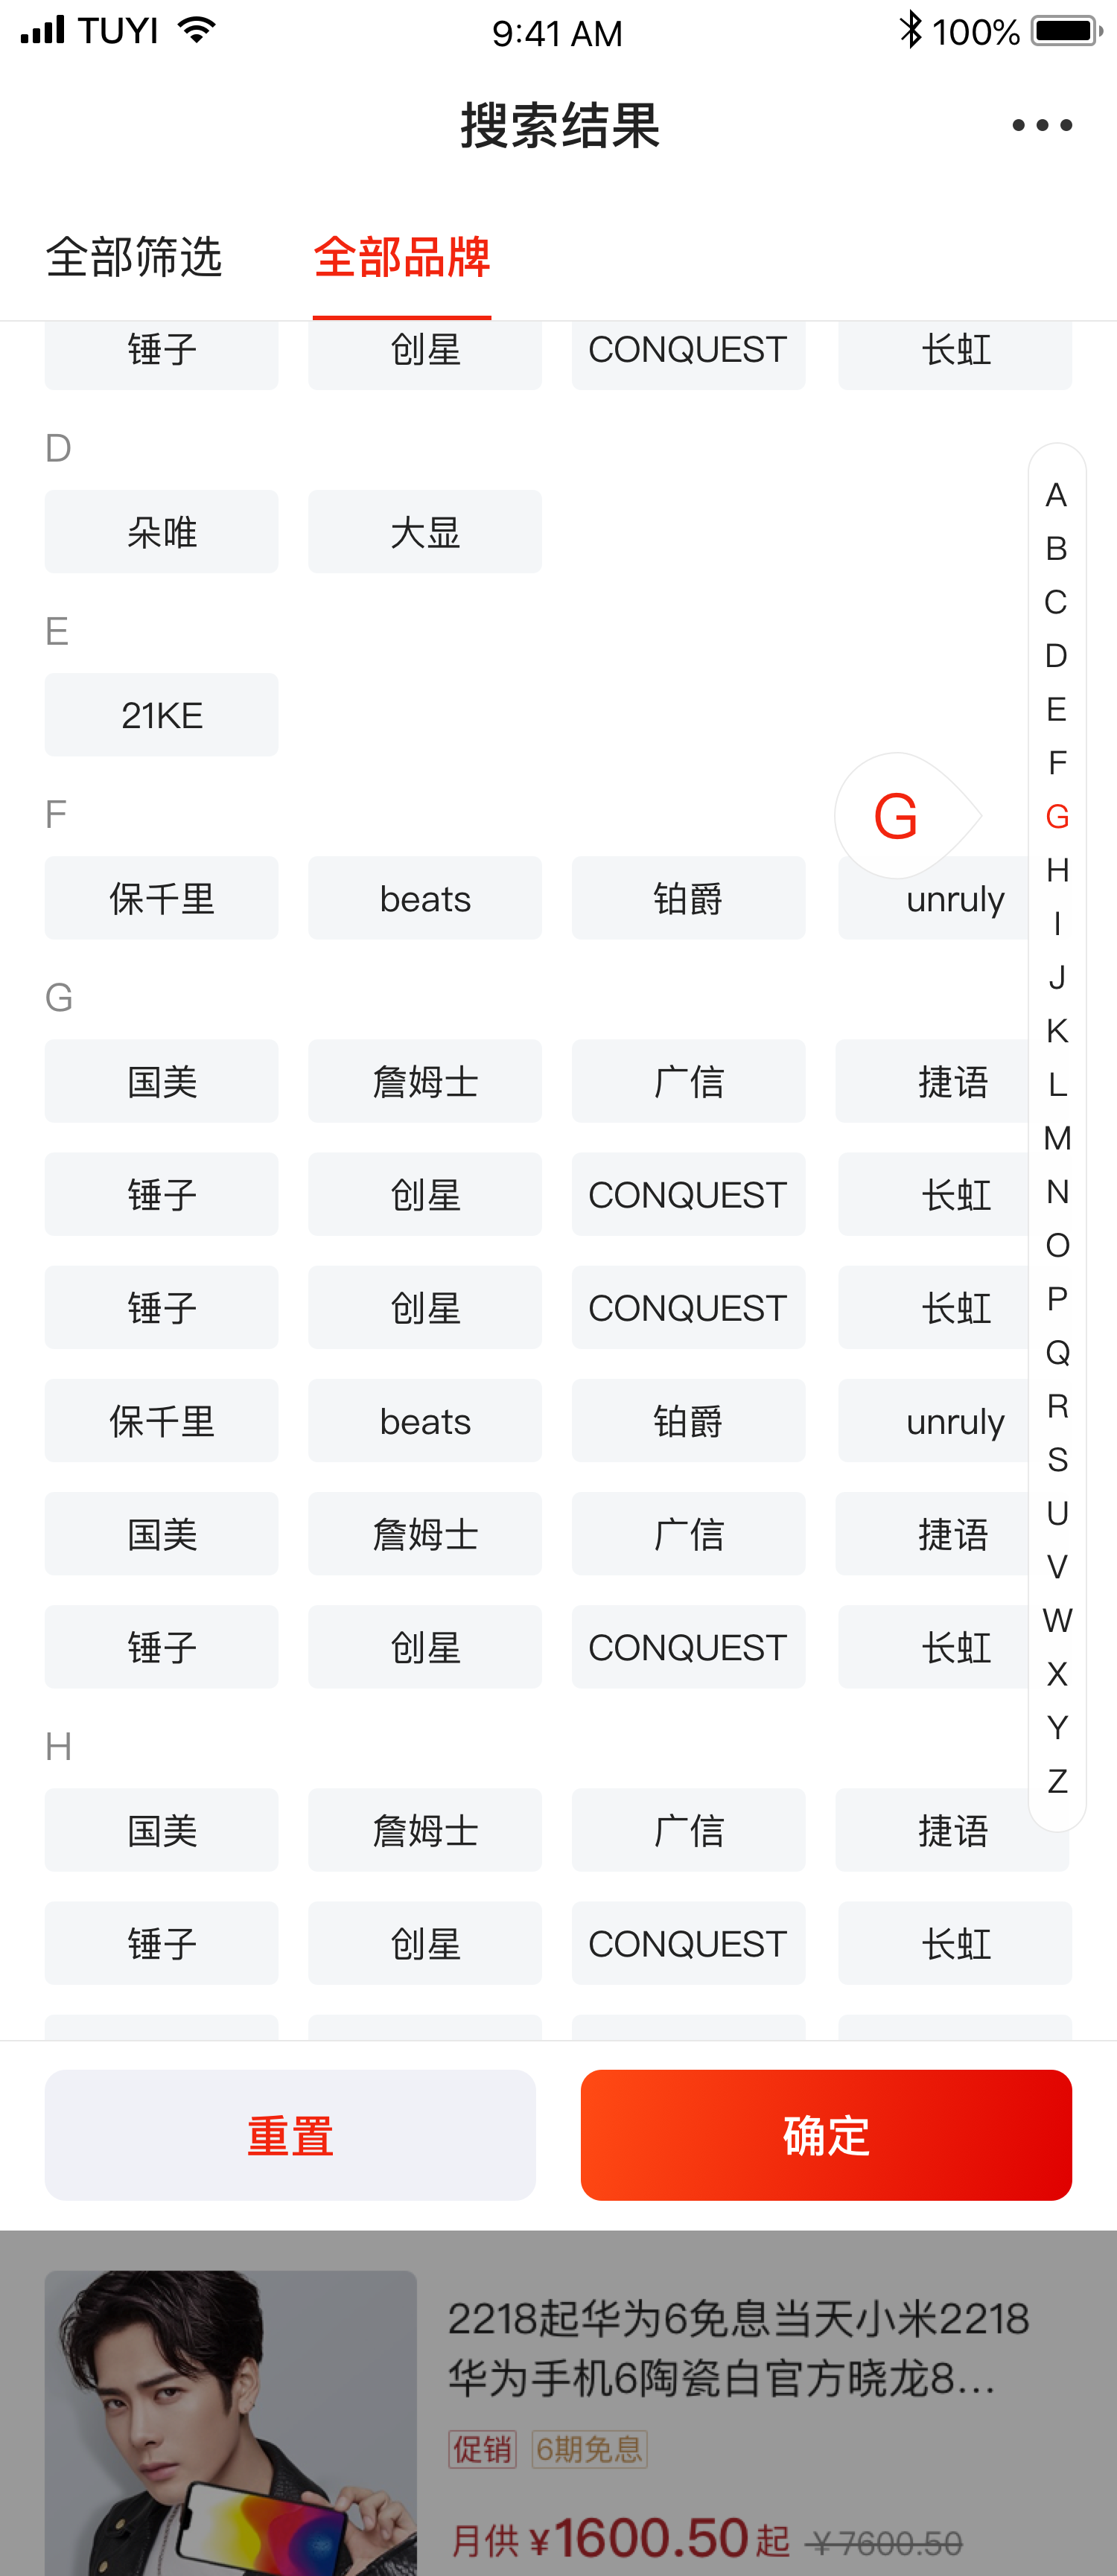 TUYI 9:41 AM 100%
搜索结果
全部筛选 全部品牌
锤子 创星 CONQUEST 长虹
D
朵唯 大显
E
21KE
F
G
保千里 beats 铂爵 unruly
G
国美 詹姆士 广信 捷语
锤子 创星 CONQUEST 长虹
锤子 创星 CONQUEST 长虹
保千里 beats 铂爵 unruly
国美 詹姆士 广信 捷语
锤子 创星 CONQUEST 长虹
H
国美 詹姆士 广信 捷语
锤子 创星 CONQUEST 长虹
A
B
C
D
E
F
G
H
I
J
K
L
M
N
O
P
Q
R
S
U
V
W
X
Y
Z
重置 确定
2218起华为6免息当天小米2218
华为手机6陶瓷白官方晓龙8...
促销 6期免息
月供 ¥1600.50起 ¥7600.50